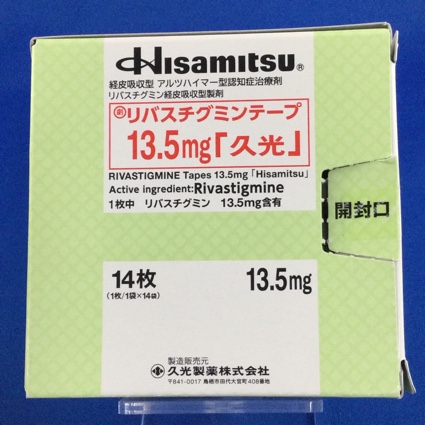 Hisamitsu®
経皮吸収型 アルツハイマー型認知症治療剤
リバスチグミン経皮吸収型製剤
劇 リバスチグミンテープ
13.5mg「久光」
RIVASTIGMINE Tapes 13.5mg「Hisamitsu」
Active ingredient:Rivastigmine
1枚中 リバスチグミン 13.5mg含有
開封口
14枚 13.5mg
(1枚/1袋×14袋)
製造販売元
久光製薬株式会社
〒841-0017 鳥栖市田代大官町408番地